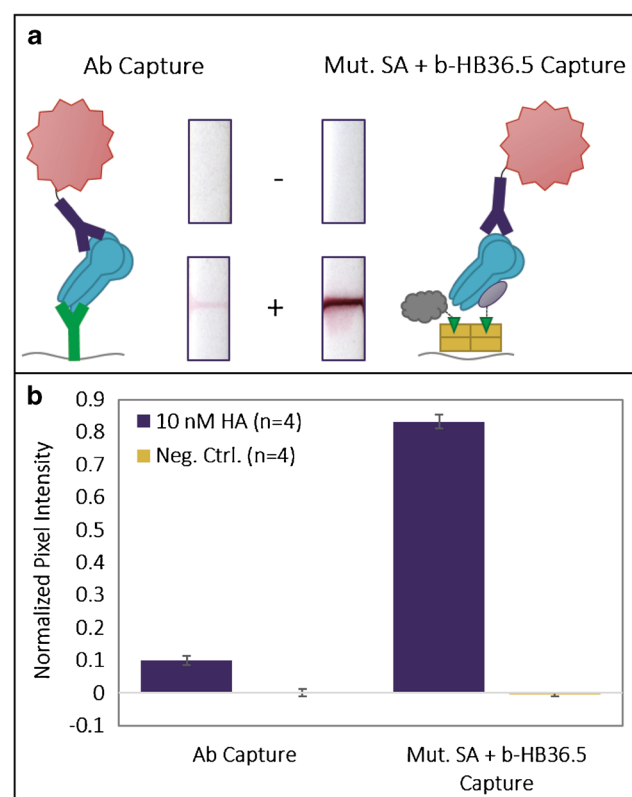 a
Ab Capture
Mut. SA + b-HB36.5 Capture
-
+
b
Normalized Pixel Intensity
0.9
0.8
0.7
0.6
0.5
0.4
0.3
0.2
0.1
0
-0.1
10 nM HA (n=4)
Neg. Ctrl. (n=4)
Ab Capture
Mut. SA + b-HB36.5
Capture